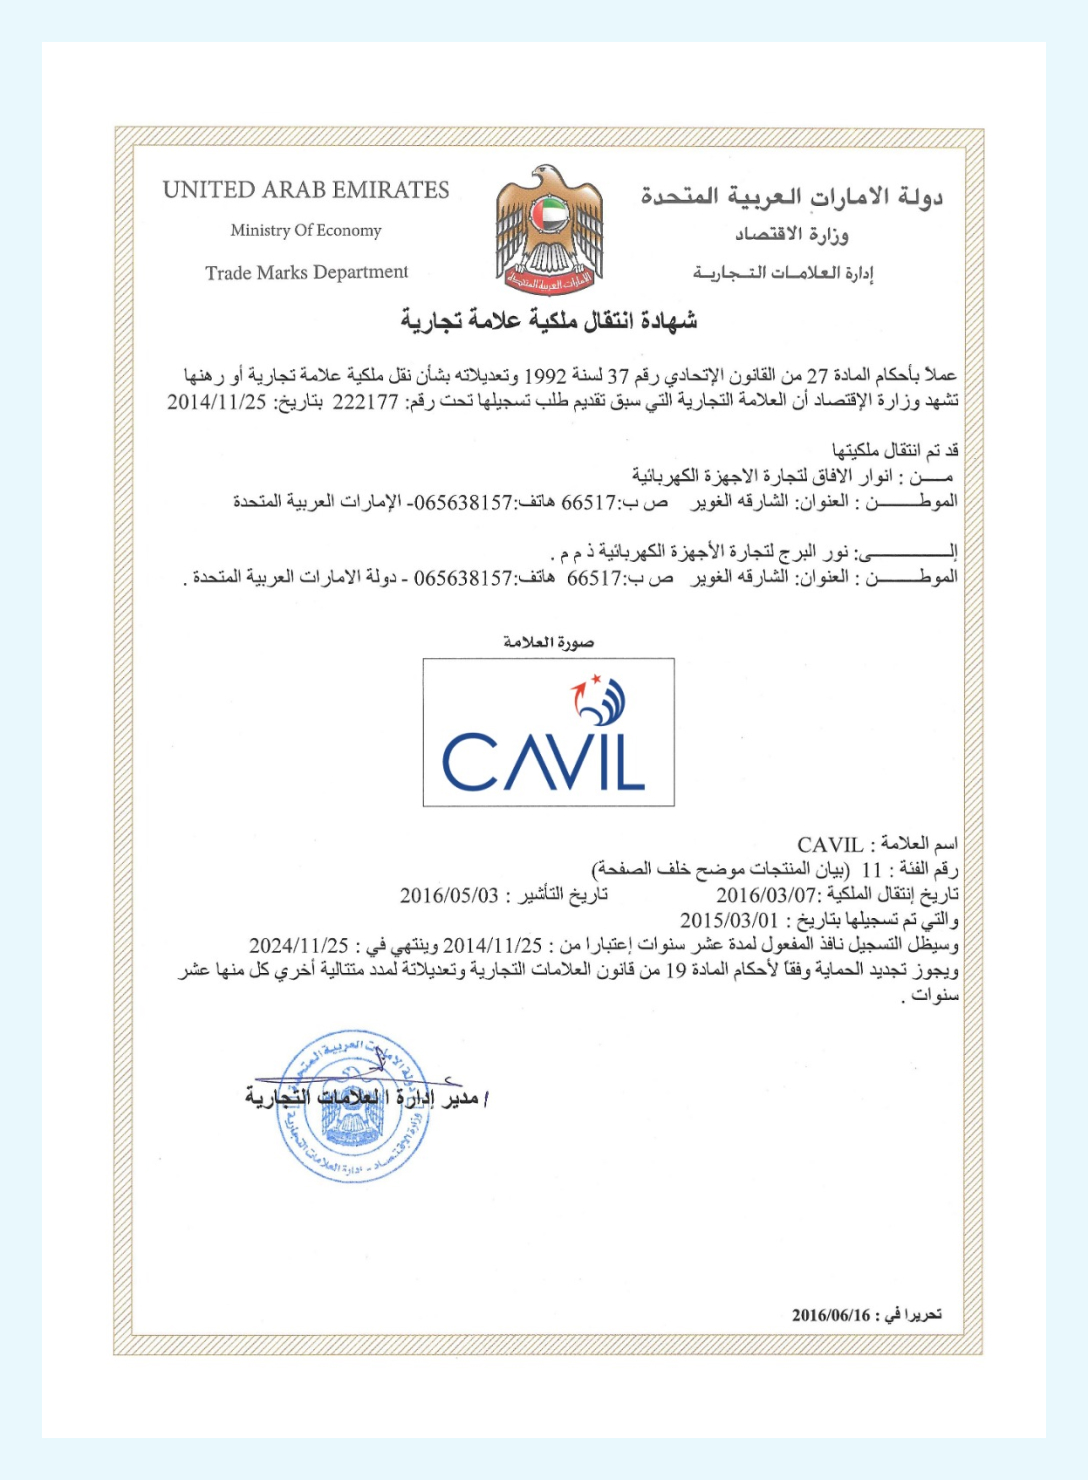 UNITED ARAB EMIRATES
Ministry Of Economy
Trade Marks Department
دولة الامارات العربية المتحدة
وزارة الاقتصاد
إدارة العلامات التجارية
الإمارات العربية المتحدة
شهادة انتقال ملكية علامة تجارية
عملا بأحكام المادة 27 من القانون الإتحادي رقم 37 لسنة 1992 وتعديلاته بشأن نقل ملكية علامة تجارية أو رهنها
تشهد وزارة الإقتصاد أن العلامة التجارية التي سبق تقديم طلب تسجيلها تحت رقم: 222177 بتاريخ: 2014/11/25
قد تم انتقال ملكيتها
مــــن : انوار الافاق لتجارة الاجهزة الكهربائية
الموطــــــــن : العنوان: الشارقه الغوير ص ب:66517 هاتف:065638157- الإمارات العربية المتحدة
إلــــــــــى: نور البرج لتجارة الأجهزة الكهربائية ذ م م .
الموطــــــــن : العنوان: الشارقه الغوير ص ب:66517 هاتف:065638157 - دولة الامارات العربية المتحدة .
صورة العلامة
CAVIL
اسم العلامة : CAVIL
رقم الفئة : 11 (بيان المنتجات موضح خلف الصفحة)
تاريخ إنتقال الملكية :2016/03/07 تاريخ التأشير : 2016/05/03
والتي تم تسجيلها بتاريخ : 2015/03/01
وسيظل التسجيل نافذ المفعول لمدة عشر سنوات إعتبارا من : 2014/11/25 وينتهي في : 2024/11/25
ويجوز تجديد الحماية وفقاً لأحكام المادة 19 من قانون العلامات التجارية وتعديلاتة لمدد متتالية أخري كل منها عشر
سنوات .
/ مدير إدارة العلامات التجارية
دولة الإمارات العربية المتحدة
وزارة الاقتصاد - إدارة العلامات التجارية
تحريرا في : 2016/06/16